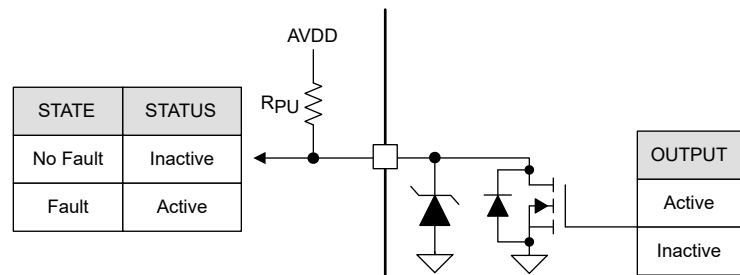 AVDD
RPU
STATE STATUS
No Fault Inactive
Fault Active
OUTPUT
Active
Inactive